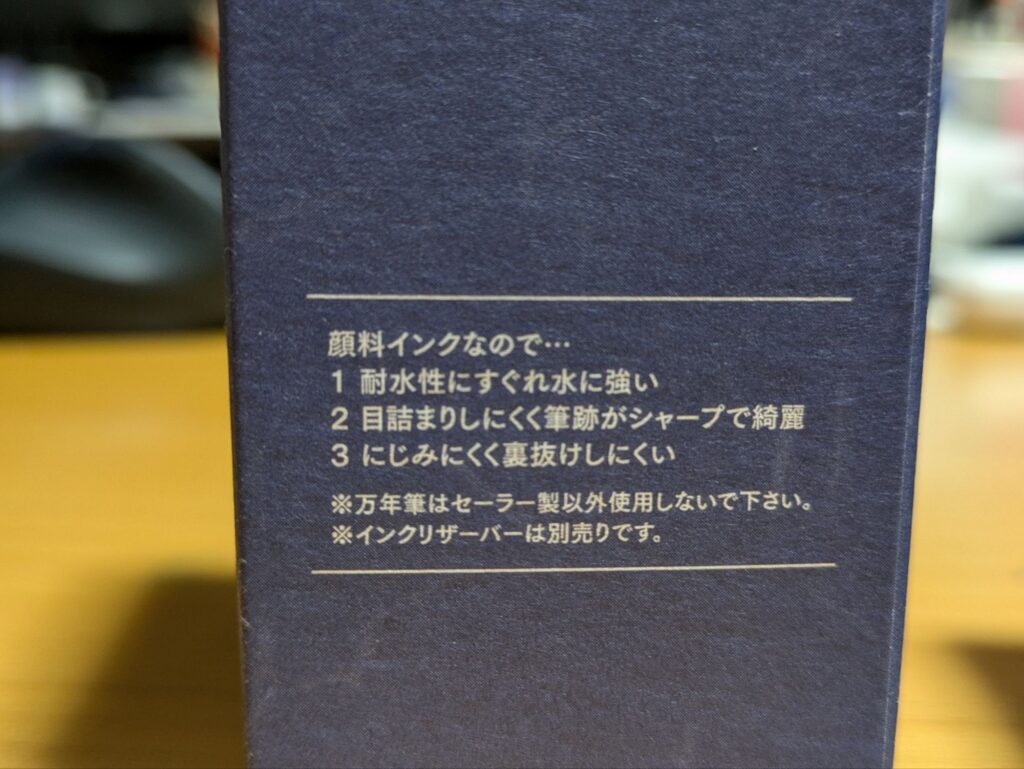 顔料インクなので…
1 耐水性にすぐれ水に強い
2 目詰まりしにくく筆跡がシャープで綺麗
3 にじみにくく裏抜けしにくい
※万年筆はセーラー製以外使用しないで下さい。
※インクリザーバーは別売りです。